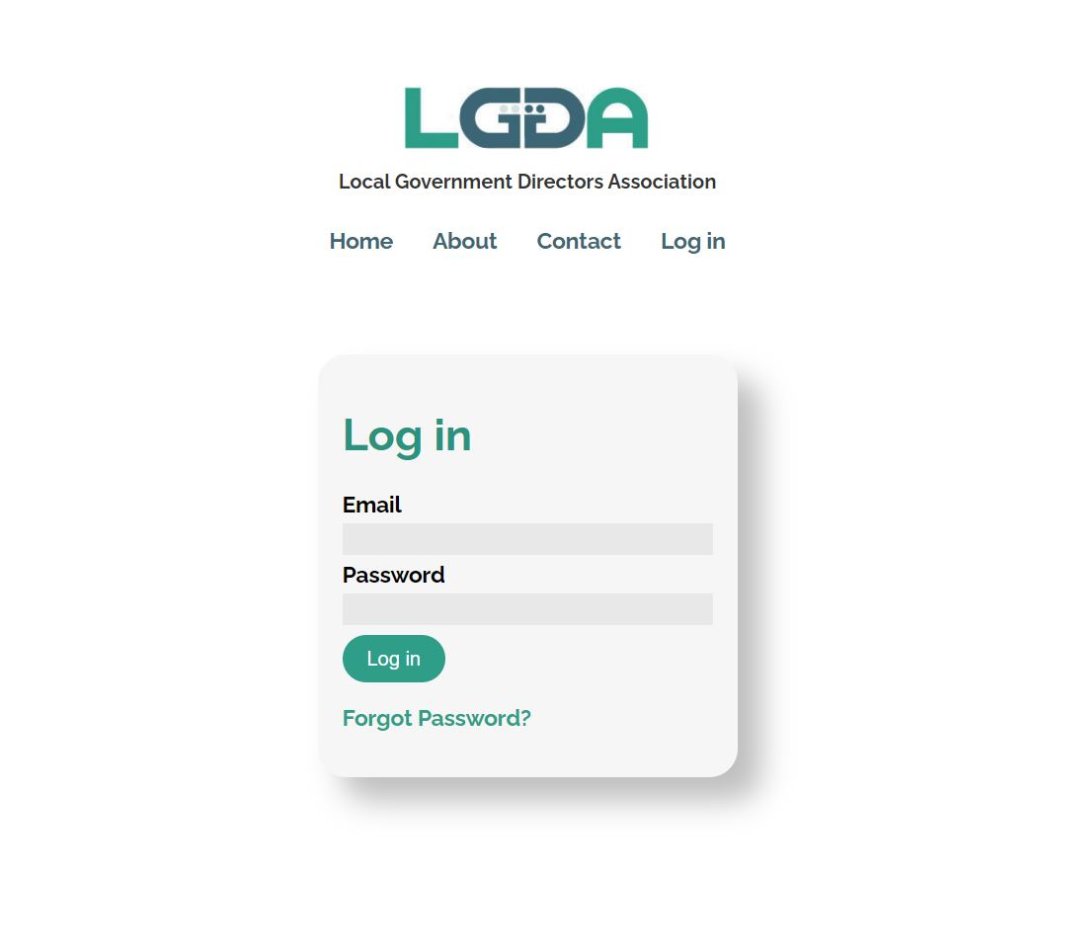 LGDA
Local Government Directors Association
Home About Contact Log in
Log in
Email
Password
Log in
Forgot Password?